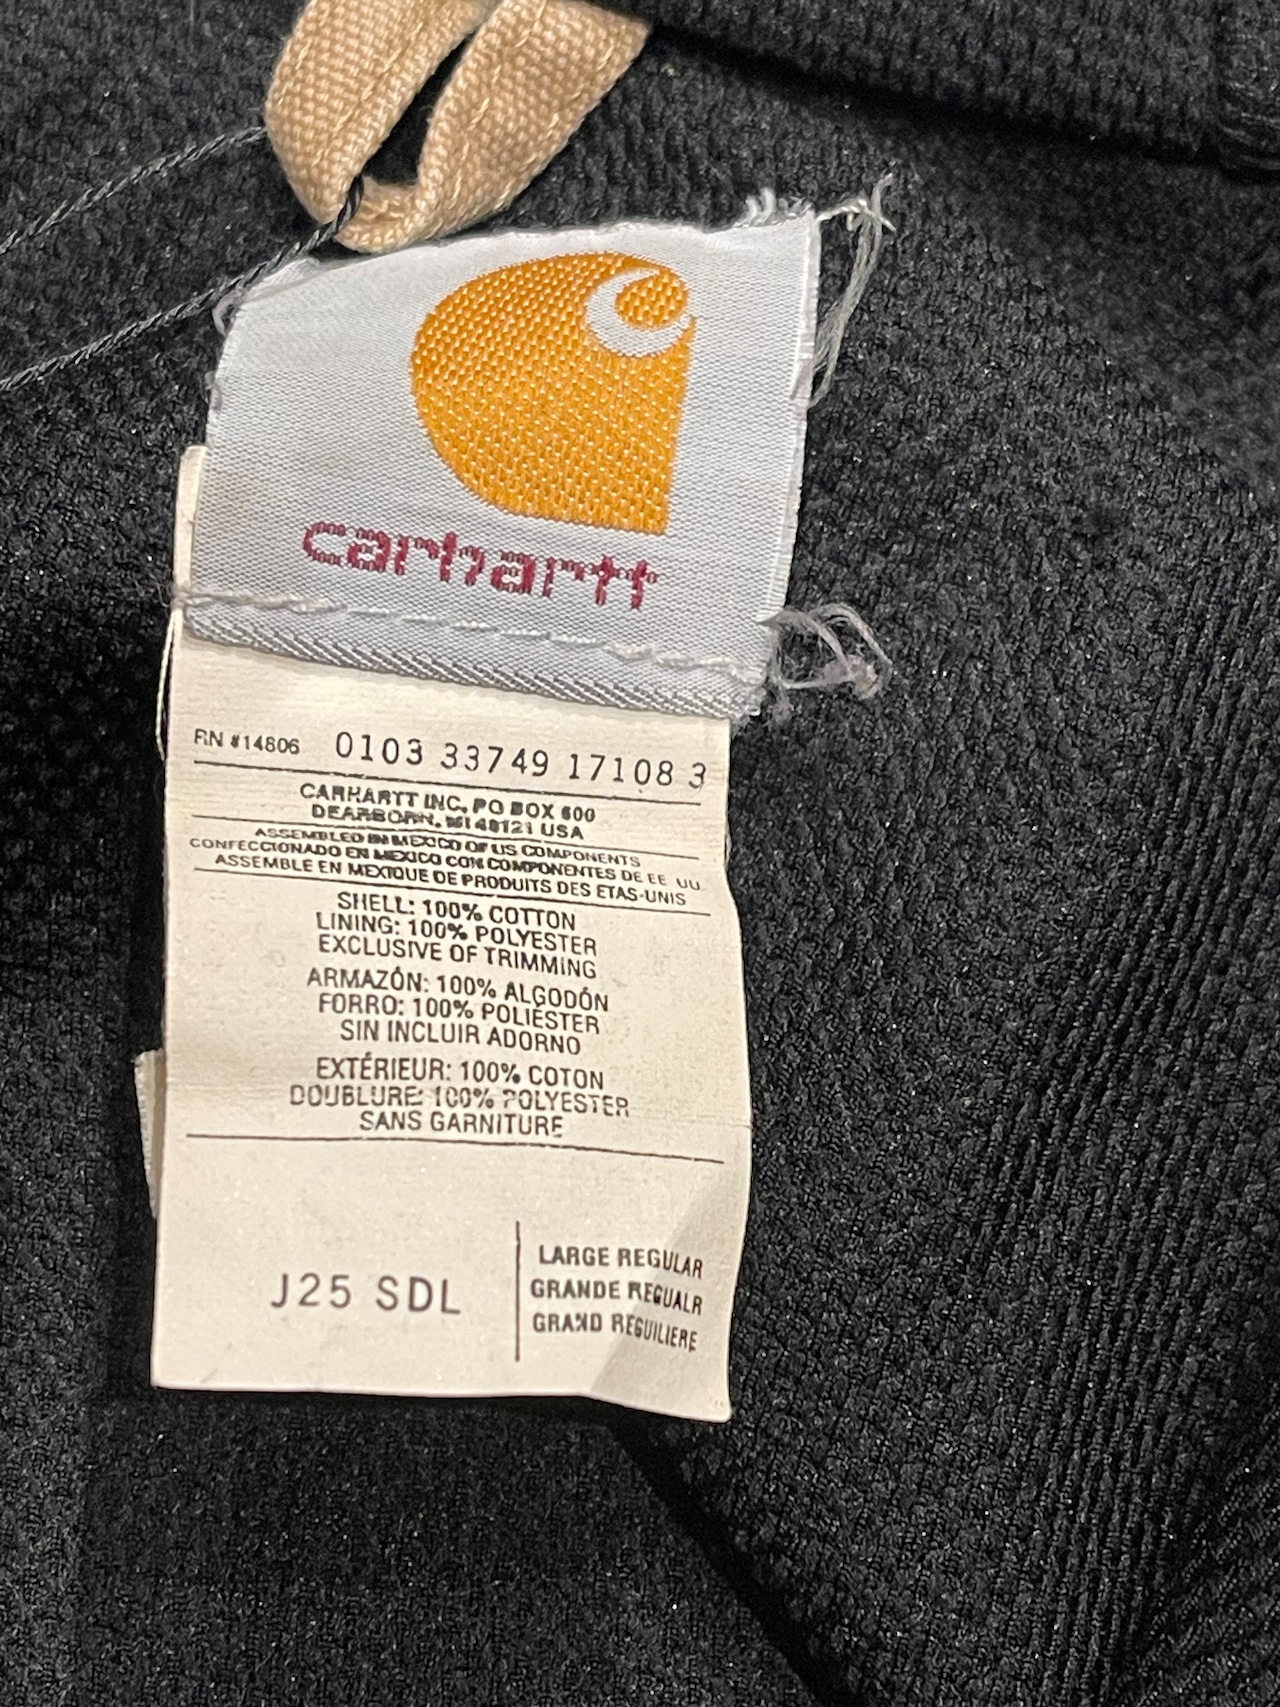 carhartt
RN #14806 0103 33749 17108 3
CARHARTT INC, PO BOX 600
DEARBORN, MI 48121 USA
ASSEMBLED IN MEXICO OF US COMPONENTS
CONFECCIONADO EN MEXICO CON COMPONENTES DE EE UU
ASSEMBLE EN MEXIQUE DE PRODUITS DES ETAS-UNIS
SHELL: 100% COTTON
LINING: 100% POLYESTER
EXCLUSIVE OF TRIMMING
ARMAZÓN: 100% ALGODÓN
FORRO: 100% POLIÉSTER
SIN INCLUIR ADORNO
EXTÉRIEUR: 100% COTON
DOUBLURE: 100% POLYESTER
SANS GARNITURE
J25 SDL
LARGE REGULAR
GRANDE REGUALR
GRAND REGUILIERE